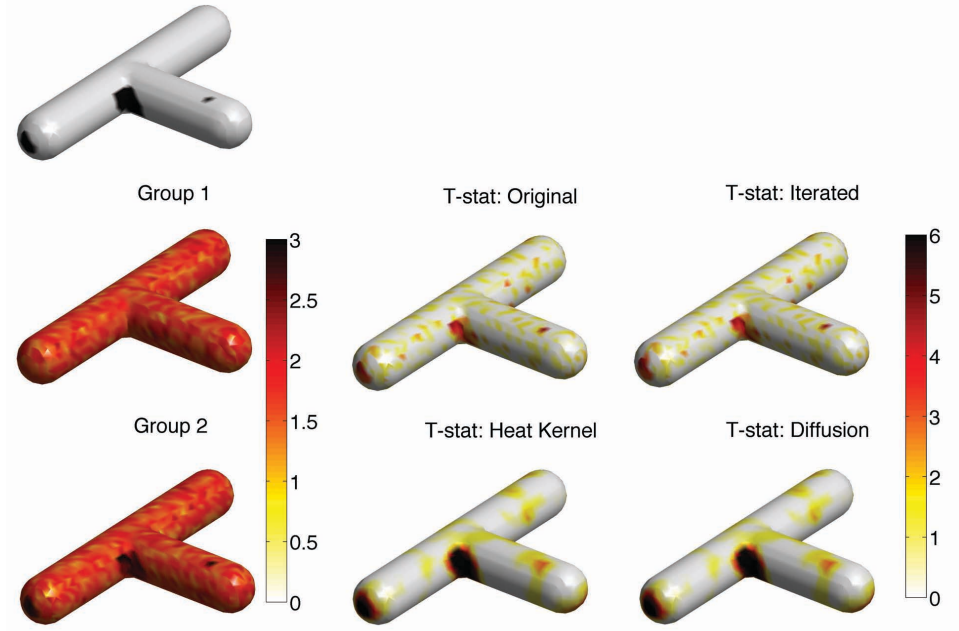 Group 1
T-stat: Original
T-stat: Iterated
3
2.5
2
1.5
1
0.5
0
6
5
4
3
2
1
0
Group 2
T-stat: Heat Kernel
T-stat: Diffusion